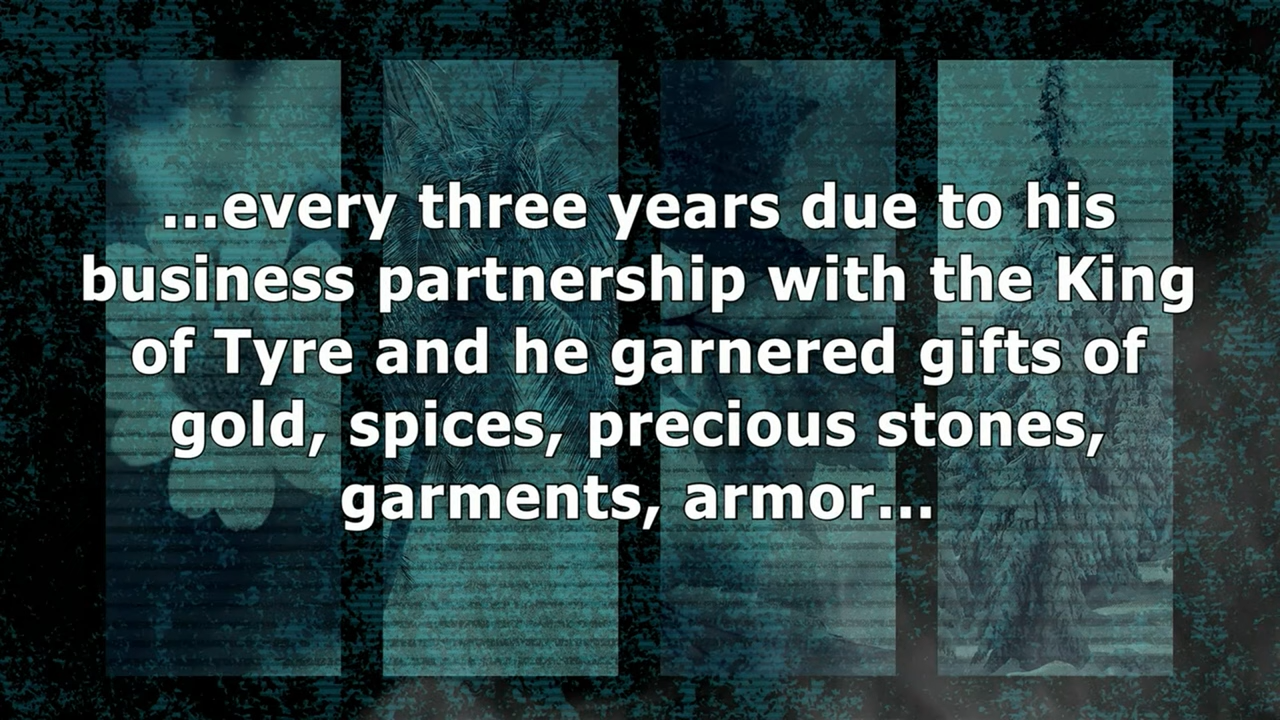 ...every three years due to his
business partnership with the King
of Tyre and he garnered gifts of
gold, spices, precious stones,
garments, armor...